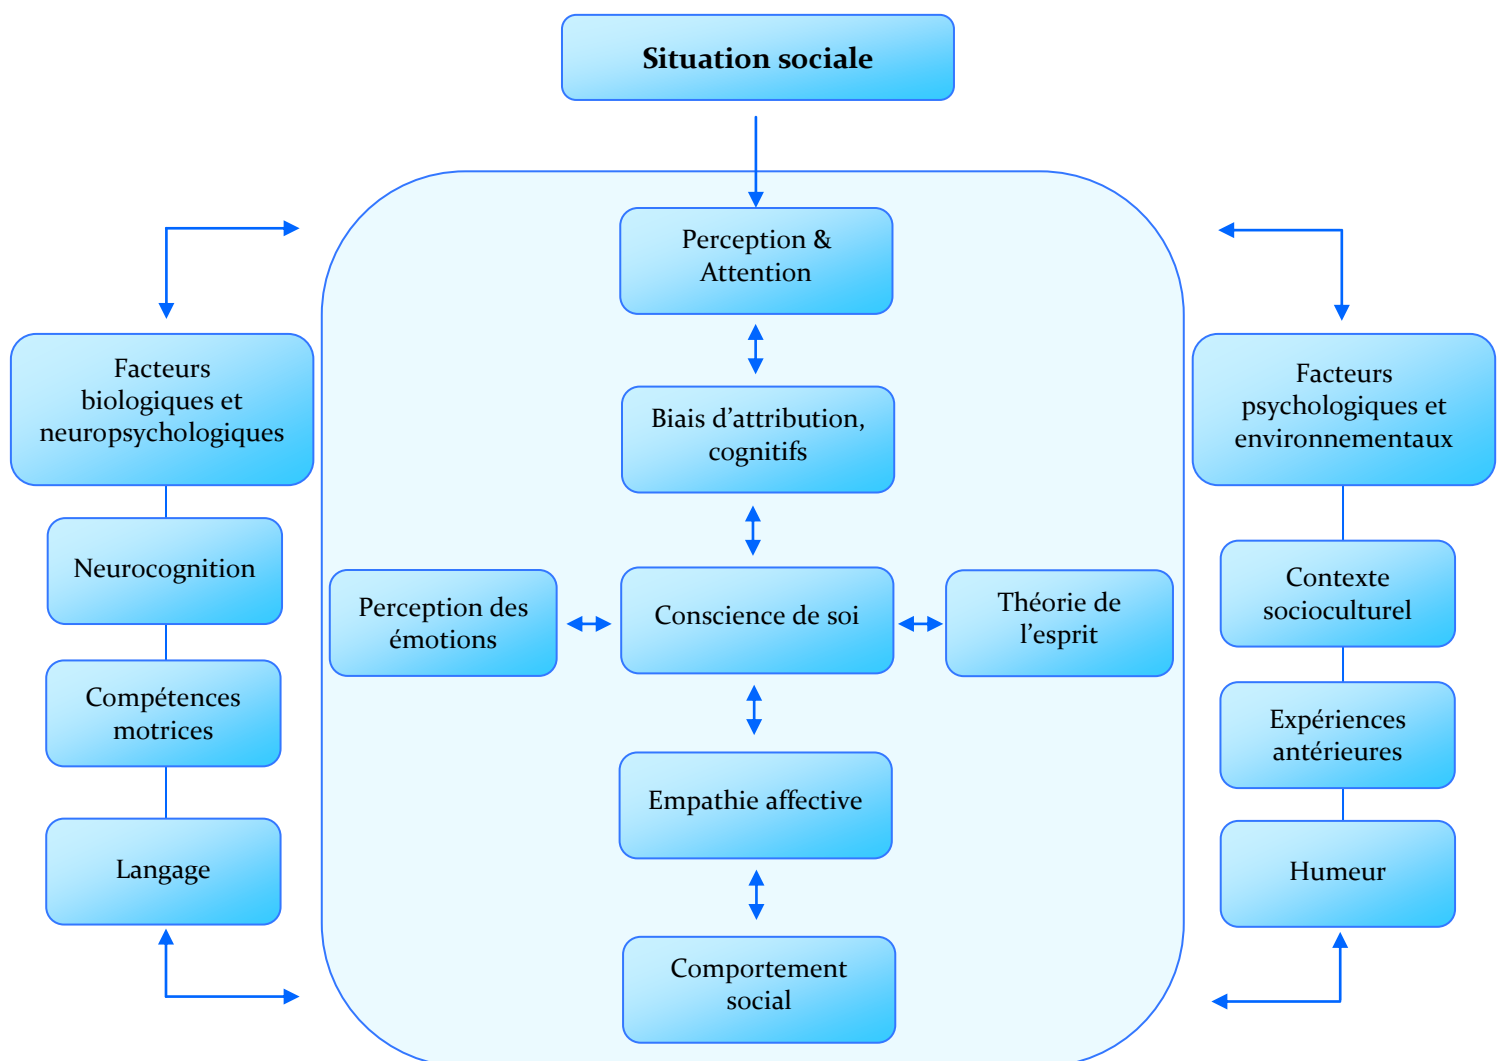 Situation sociale
Perception &
Attention
Facteurs
biologiques et
neuropsychologiques
Facteurs
psychologiques et
environnementaux
Biais d’attribution,
cognitifs
Neurocognition
Perception des
émotions
Conscience de soi
Théorie de
l’esprit
Contexte
socioculturel
Compétences
motrices
Expériences
antérieures
Empathie affective
Langage
Humeur
Comportement
social